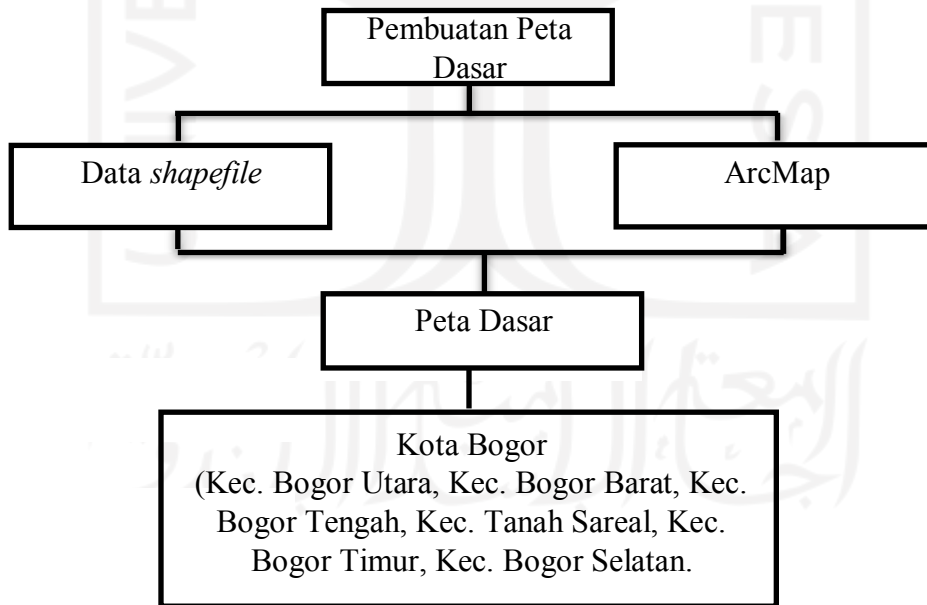 Pembuatan Peta
Dasar
Data shapefile
ArcMap
Peta Dasar
Kota Bogor
(Kec. Bogor Utara, Kec. Bogor Barat, Kec.
Bogor Tengah, Kec. Tanah Sareal, Kec.
Bogor Timur, Kec. Bogor Selatan.